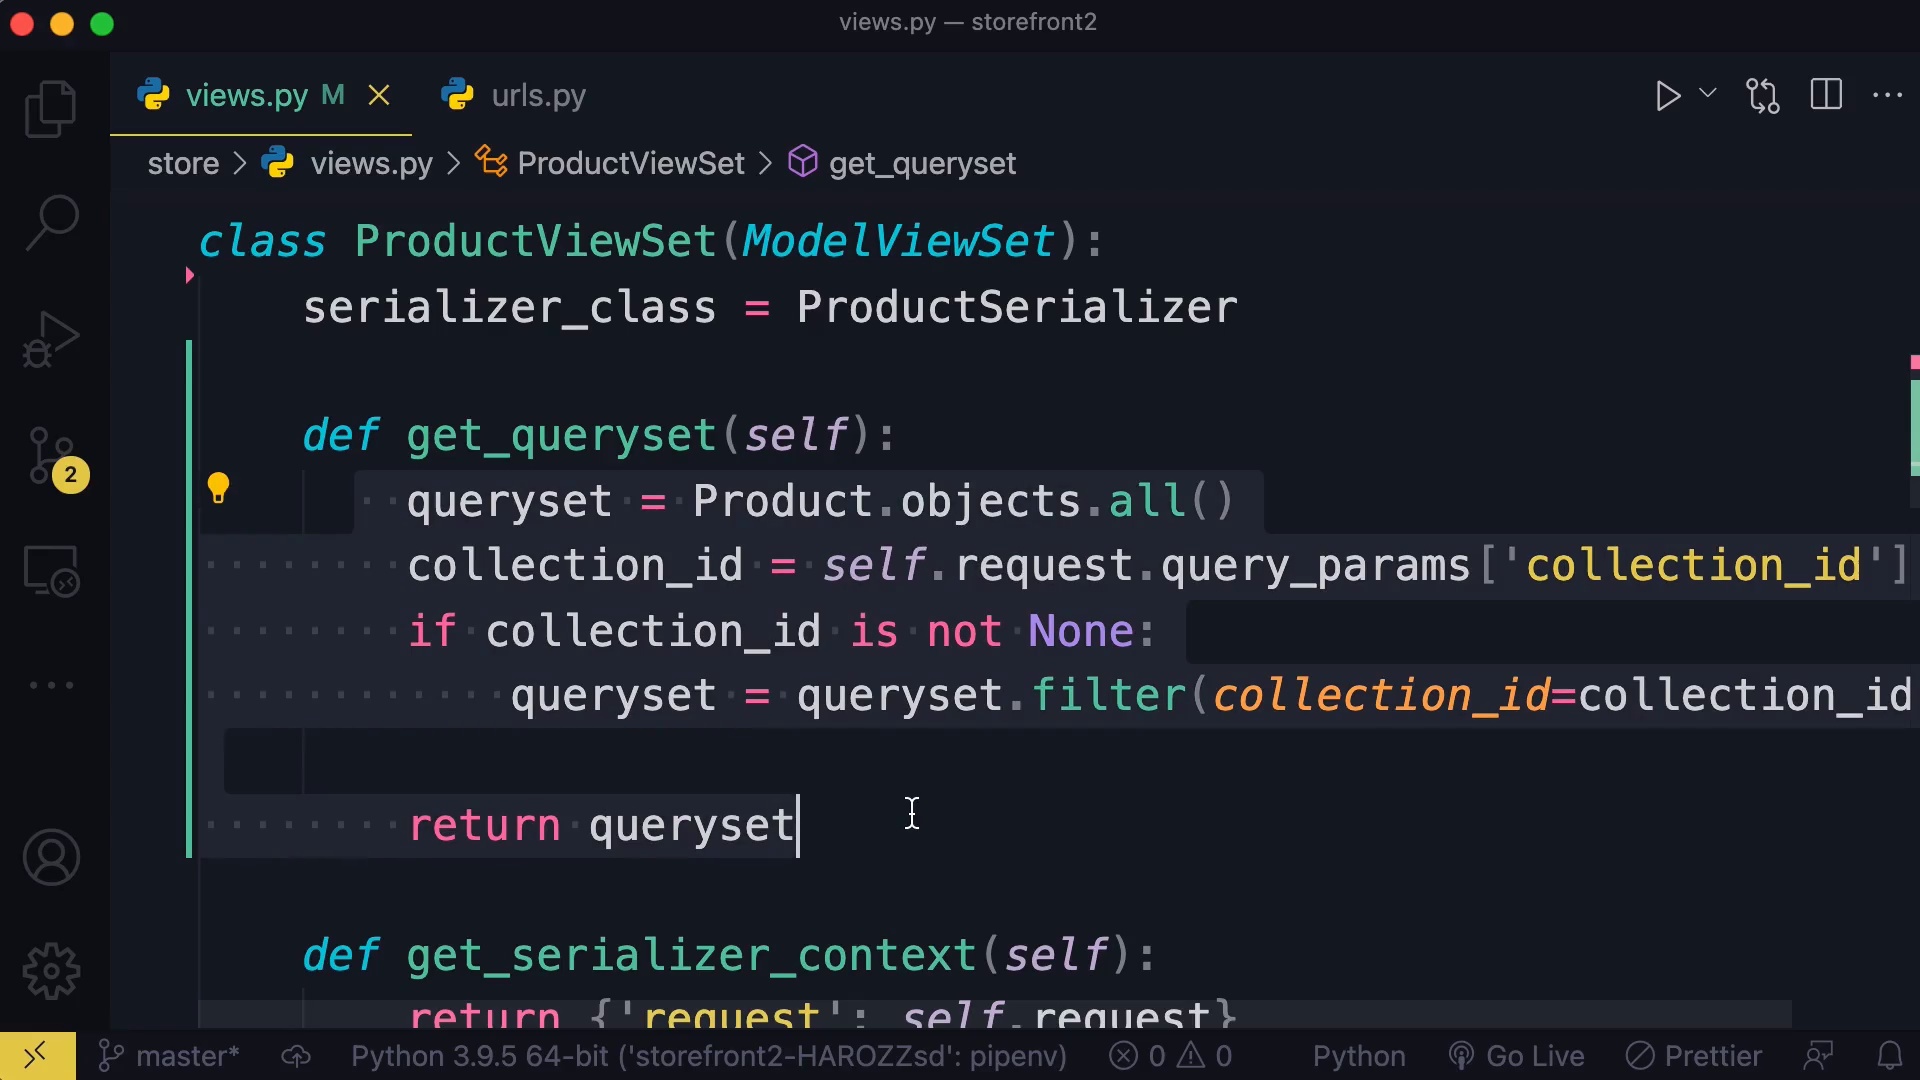 views.py — storefront2
views.py M
urls.py
store > views.py > ProductViewSet > get_queryset
class ProductViewSet(ModelViewSet):
serializer_class = ProductSerializer
def get_queryset(self):
queryset = Product.objects.all()
collection_id = self.request.query_params['collection_id']
if collection_id is not None:
queryset = queryset.filter(collection_id=collection_id
return queryset
def get_serializer_context(self):
return {'request': self.request}
2
master* Python 3.9.5 64-bit ('storefront2-HAROZZsd': pipenv) 0 0 Python Go Live Prettier